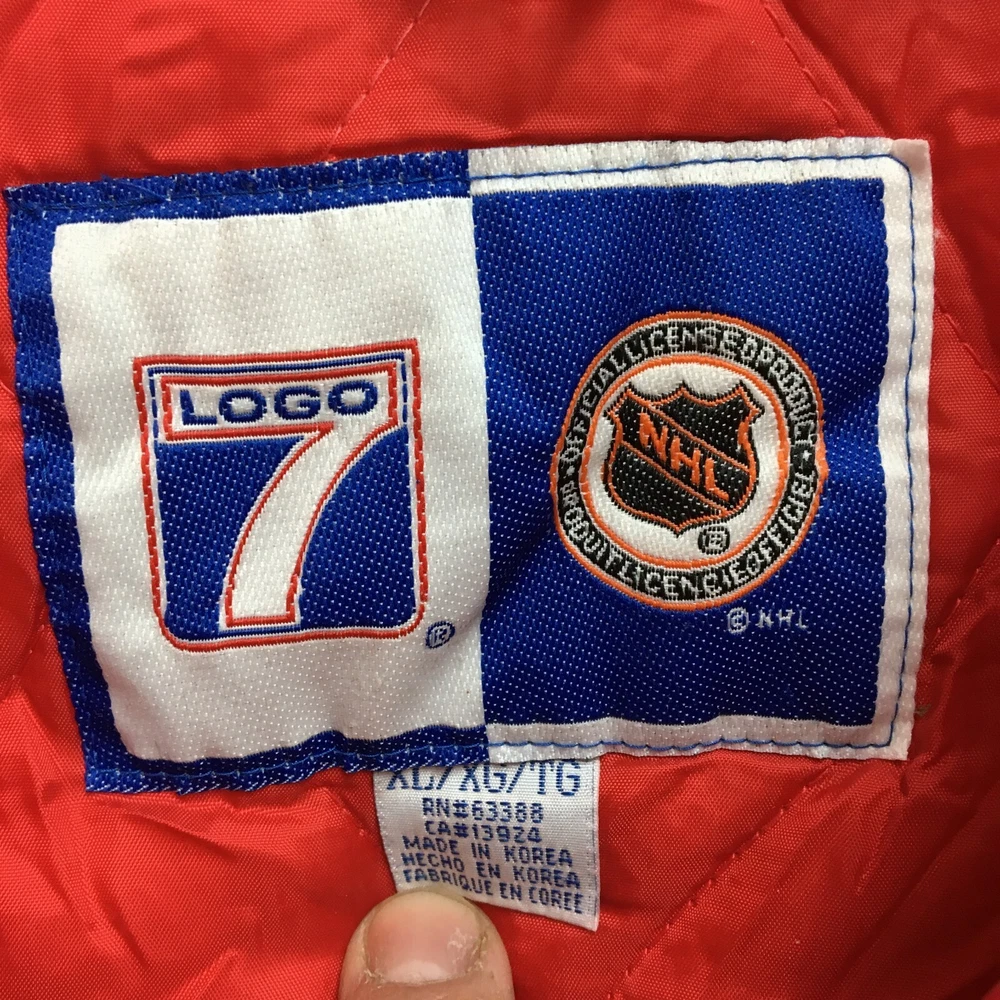 LOGO
7
®
OFFICIAL LICENSED PRODUCT
NHL
®
PRODUIT LICENCIE OFFICIEL
© NHL
XL/XG/TG
RN#63388
CA#13924
MADE IN KOREA
HECHO EN KOREA
FABRIQUE EN COREE